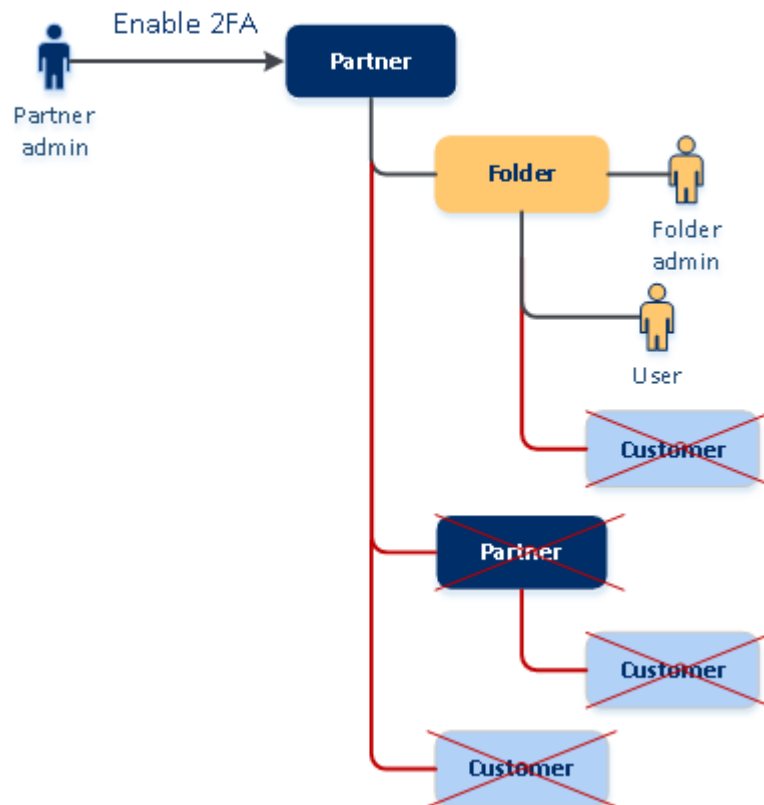 Enable 2FA
Partner
Partner
admin
Folder
Folder
admin
User
Customer
Partner
Customer
Customer